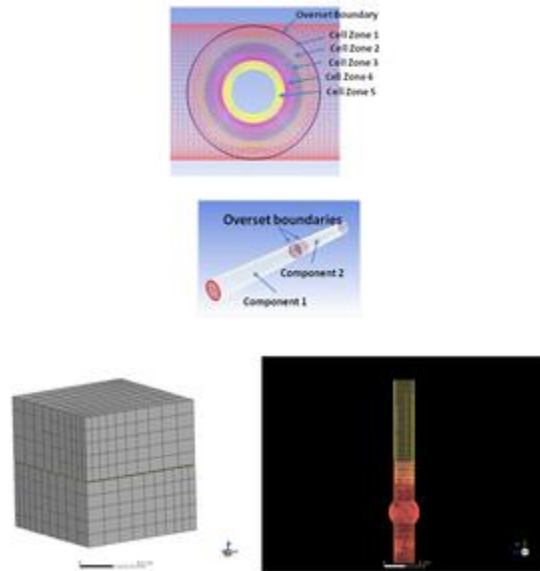 Overset Boundary
Cell Zone 1
Cell Zone 2
Cell Zone 3
Cell Zone 4
Cell Zone 5
Overset boundaries
Component 2
Component 1